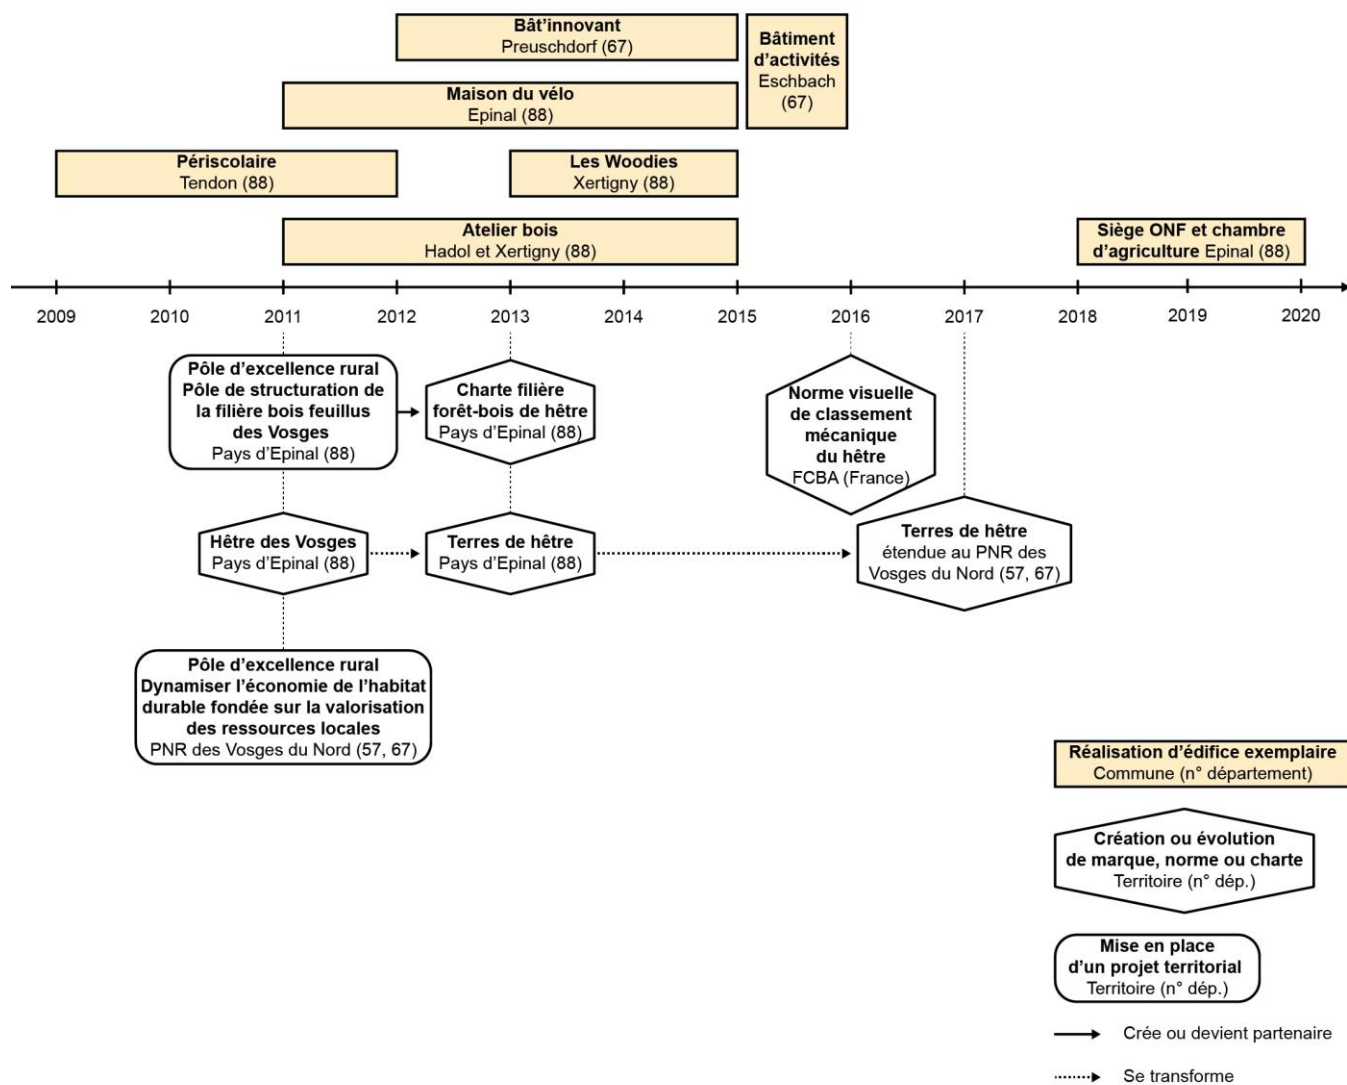 Bât'innovant
Preuschdorf (67)
Bâtiment
d'activités
Eschbach
(67)
Maison du vélo
Epinal (88)
Périscolaire
Tendon (88)
Les Woodies
Xertigny (88)
Atelier bois
Hadol et Xertigny (88)
Siège ONF et chambre
d'agriculture Epinal (88)
2009 2010 2011 2012 2013 2014 2015 2016 2017 2018 2019 2020
Pôle d'excellence rural
Pôle de structuration de
la filière bois feuillus
des Vosges
Pays d'Epinal (88)
Charte filière
forêt-bois de hêtre
Pays d'Epinal (88)
Norme visuelle
de classement
mécanique
du hêtre
FCBA (France)
Hêtre des Vosges
Pays d'Epinal (88)
Terres de hêtre
Pays d'Epinal (88)
Terres de hêtre
étendue au PNR des
Vosges du Nord (57, 67)
Pôle d'excellence rural
Dynamiser l'économie de l'habitat
durable fondée sur la valorisation
des ressources locales
PNR des Vosges du Nord (57, 67)
Réalisation d'édifice exemplaire
Commune (n° département)
Création ou évolution
de marque, norme ou charte
Territoire (n° dép.)
Mise en place
d'un projet territorial
Territoire (n° dép.)
Crée ou devient partenaire
Se transforme